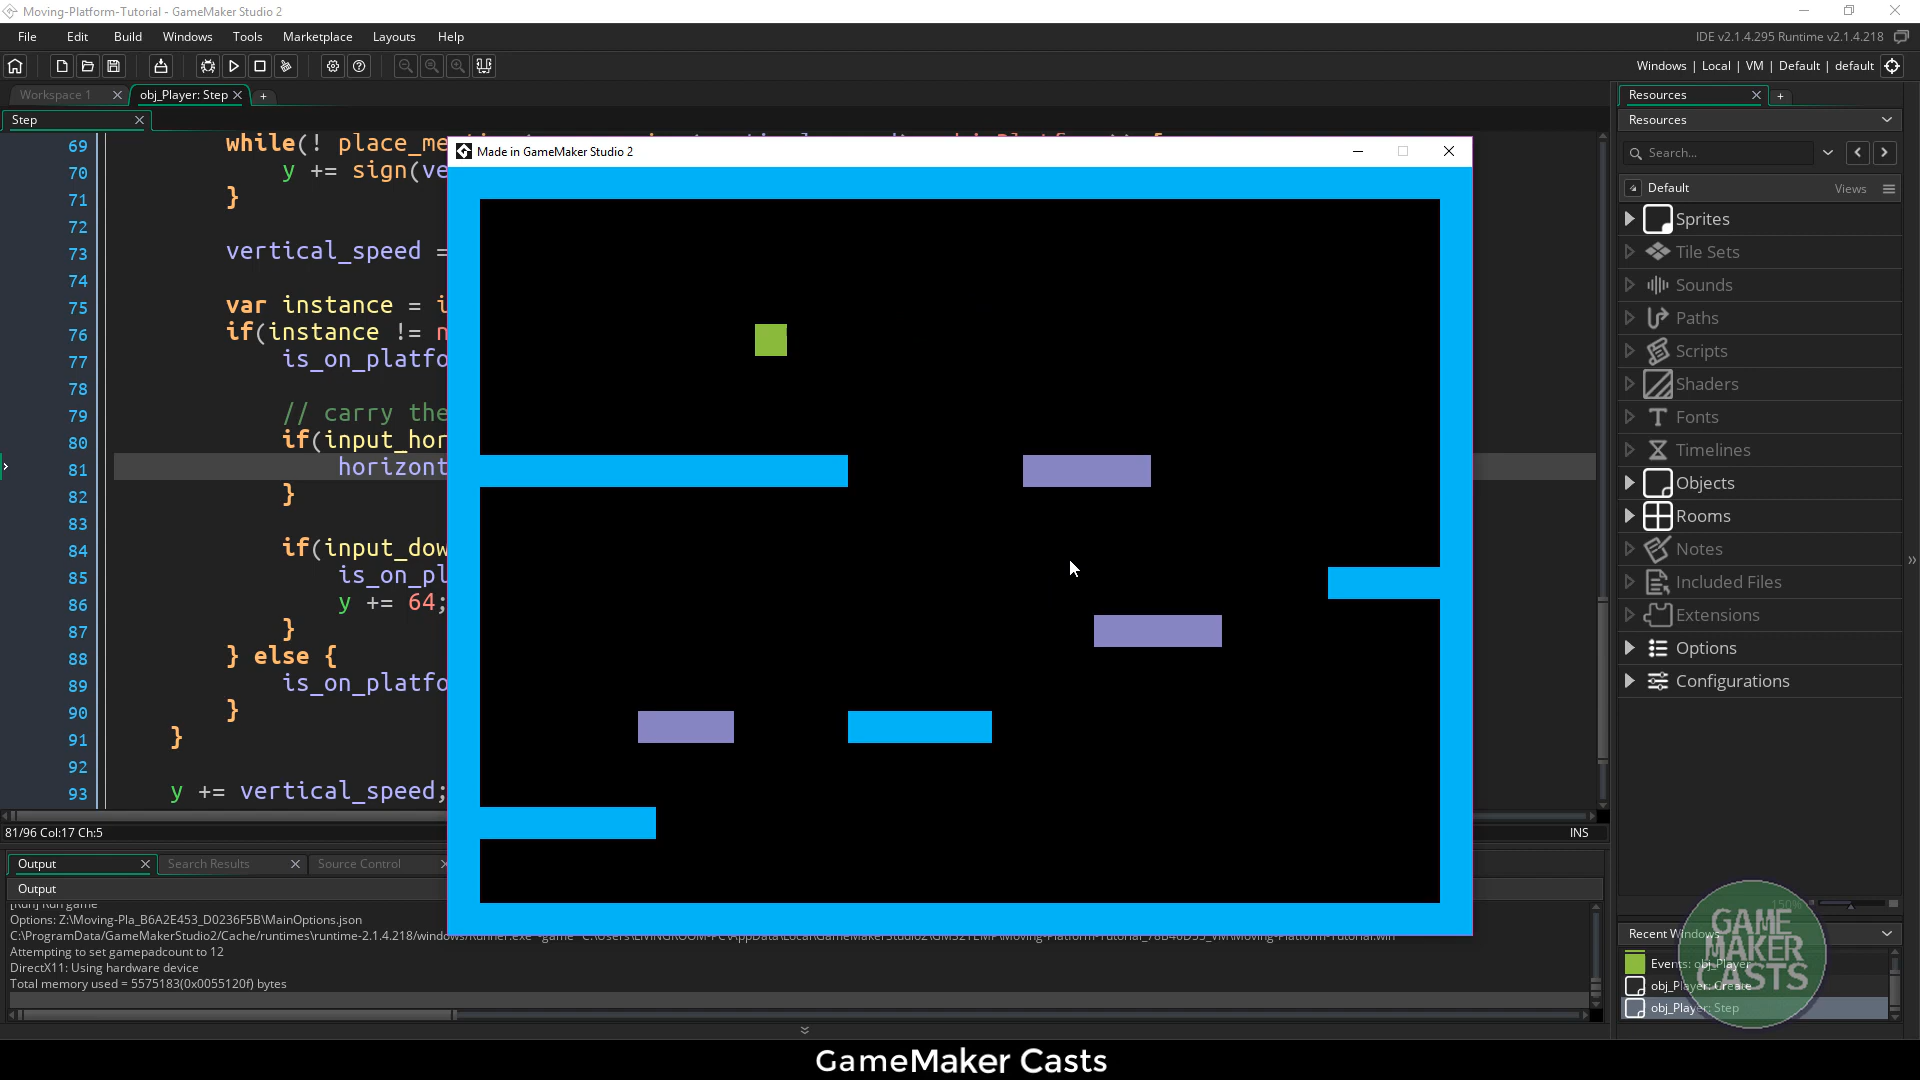 Moving-Platform-Tutorial - GameMaker Studio 2
File Edit Build Windows Tools Marketplace Layouts Help
IDE v2.1.4.295 Runtime v2.1.4.218
Windows | Local | VM | Default | default
Workspace 1
obj_Player: Step
Step
69 while(! place_me
70 y += sign(ve
71 }
72
73 vertical_speed =
74
75 var instance = i
76 if(instance != n
77 is_on_platfo
78
79 // carry the
80 if(input_hor
81 horizont
82 }
83
84 if(input_dow
85 is_on_pl
86 y += 64;
87 }
88 } else {
89 is_on_platfo
90 }
91 }
92
93 y += vertical_speed;
Made in GameMaker Studio 2
81/96 Col:17 Ch:5
INS
Output
Search Results
Source Control
Output
[Run] Run game
Options: Z:\Moving-Pla_B6A2E453_D0236F5B\MainOptions.json
Attempting to set gamepadcount to 12
DirectX11: Using hardware device
Total memory used = 5575183(0x0055120f) bytes
Resources
Resources
Search...
Default
Views
Sprites
Tile Sets
Sounds
Paths
Scripts
Shaders
Fonts
Timelines
Objects
Rooms
Notes
Included Files
Extensions
Options
Configurations
150%
Recent Windows
Events: obj_Player
obj_Player: Create
obj_Player: Step
GAME
MAKER
CASTS
GameMaker Casts